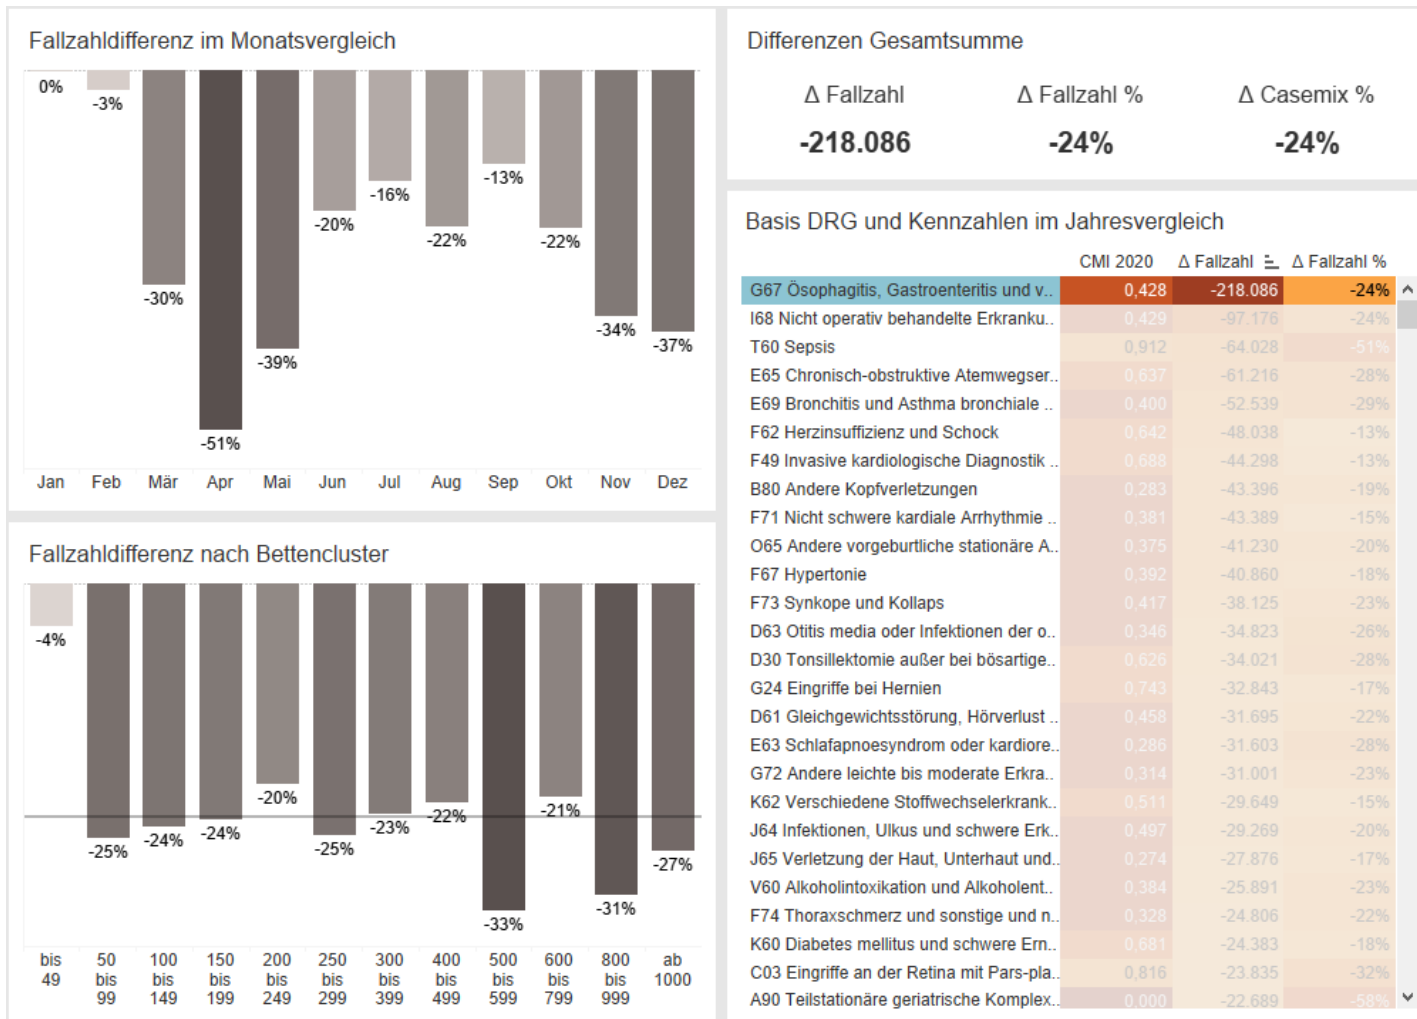 Fallzahldifferenz im Monatsvergleich
0%
-3%
-30%
-51%
-39%
-20%
-16%
-22%
-13%
-22%
-34%
-37%
Jan Feb Mär Apr Mai Jun Jul Aug Sep Okt Nov Dez
Fallzahldifferenz nach Bettencluster
-4%
-25%
-24%
-24%
-20%
-25%
-23%
-22%
-33%
-21%
-31%
-27%
bis 50 100 150 200 250 300 400 500 600 800 ab
49 bis bis bis bis bis bis bis bis bis bis 1000
99 149 199 249 299 399 499 599 799 999
Differenzen Gesamtsumme
Δ Fallzahl Δ Fallzahl % Δ Casemix %
-218.086 -24% -24%
Basis DRG und Kennzahlen im Jahresvergleich
CMI 2020 Δ Fallzahl Δ Fallzahl %
G67 Ösophagitis, Gastroenteritis und v.. 0,428 -218.086 -24%
I68 Nicht operativ behandelte Erkranku.. 0,429 -97.176 -24%
T60 Sepsis 0,912 -64.028 -51%
E65 Chronisch-obstruktive Atemwegser.. 0,637 -61.216 -28%
E69 Bronchitis und Asthma bronchiale .. 0,400 -52.539 -29%
F62 Herzinsuffizienz und Schock 0,642 -48.038 -13%
F49 Invasive kardiologische Diagnostik .. 0,688 -44.298 -13%
B80 Andere Kopfverletzungen 0,283 -43.396 -19%
F71 Nicht schwere kardiale Arrhythmie .. 0,381 -43.389 -15%
O65 Andere vorgeburtliche stationäre A.. 0,375 -41.230 -20%
F67 Hypertonie 0,392 -40.860 -18%
F73 Synkope und Kollaps 0,417 -38.125 -23%
D63 Otitis media oder Infektionen der o.. 0,346 -34.823 -26%
D30 Tonsillektomie außer bei bösartige.. 0,626 -34.021 -28%
G24 Eingriffe bei Hernien 0,743 -32.843 -17%
D61 Gleichgewichtsstörung, Hörverlust .. 0,458 -31.695 -22%
E63 Schlafapnoesyndrom oder kardiore.. 0,286 -31.603 -28%
G72 Andere leichte bis moderate Erkra.. 0,314 -31.001 -23%
K62 Verschiedene Stoffwechselerkrank.. 0,511 -29.649 -15%
J64 Infektionen, Ulkus und schwere Erk.. 0,497 -29.269 -20%
J65 Verletzung der Haut, Unterhaut und.. 0,274 -27.876 -17%
V60 Alkoholintoxikation und Alkoholent.. 0,384 -25.891 -23%
F74 Thoraxschmerz und sonstige und n.. 0,328 -24.806 -22%
K60 Diabetes mellitus und schwere Ern.. 0,681 -24.383 -18%
C03 Eingriffe an der Retina mit Pars-pla.. 0,816 -23.835 -32%
A90 Teilstationäre geriatrische Komplex.. 0,000 -22.689 -58%